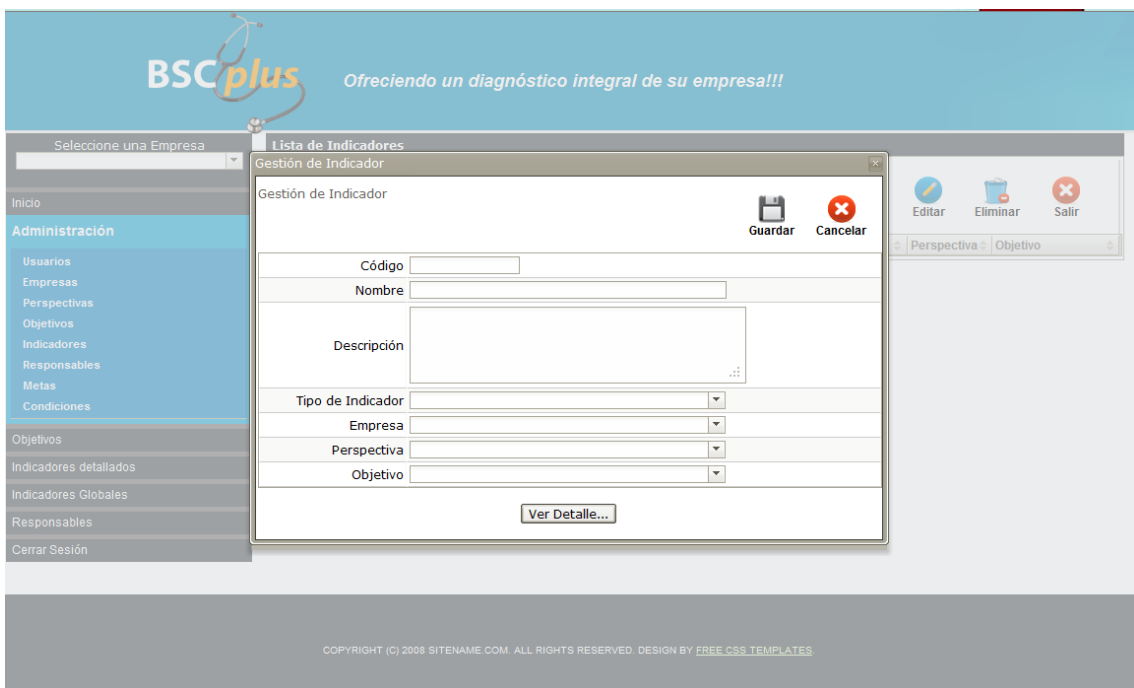 BSCplus
Ofreciendo un diagnóstico integral de su empresa!!!
Seleccione una Empresa
Lista de Indicadores
Gestión de Indicador
Gestión de Indicador
Guardar
Cancelar
Editar
Eliminar
Salir
Perspectiva
Objetivo
Inicio
Administración
Usuarios
Empresas
Perspectivas
Objetivos
Indicadores
Responsables
Metas
Condiciones
Objetivos
Indicadores detallados
Indicadores Globales
Responsables
Cerrar Sesión
Código
Nombre
Descripción
Tipo de Indicador
Empresa
Perspectiva
Objetivo
Ver Detalle...
COPYRIGHT (C) 2008 SITENAME.COM. ALL RIGHTS RESERVED. DESIGN BY FREE CSS TEMPLATES.